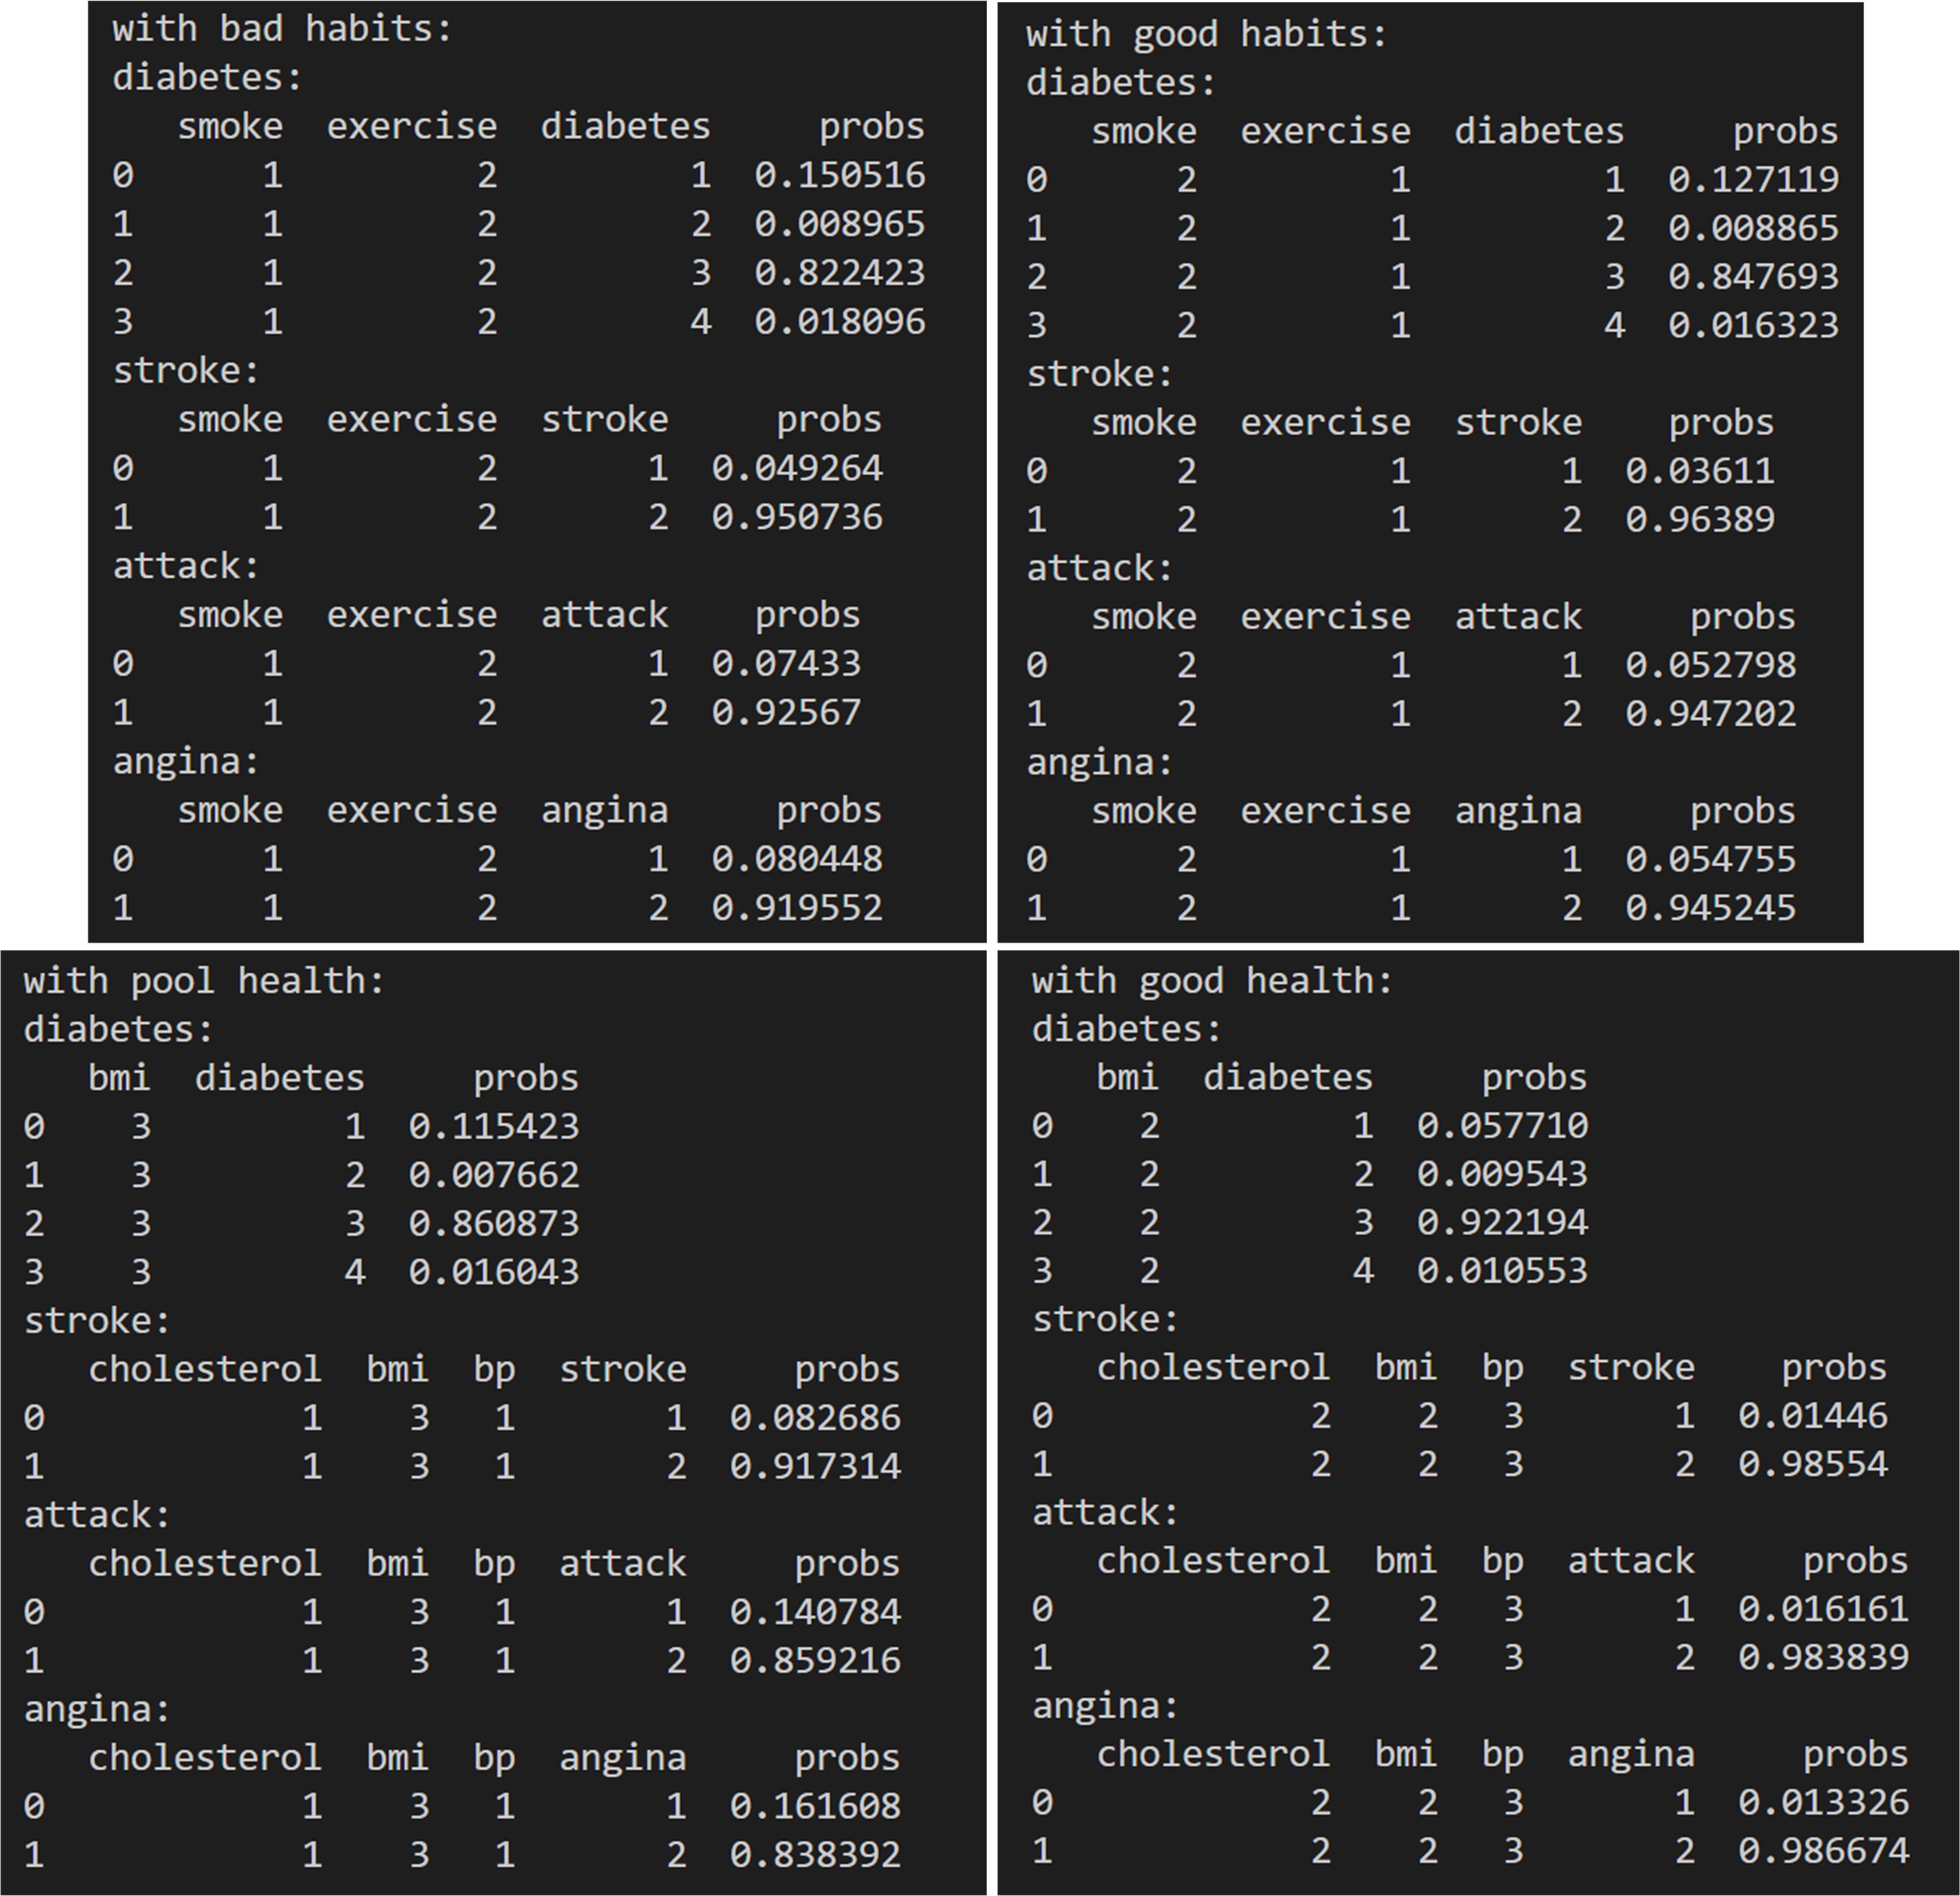 with bad habits:
diabetes:
smoke exercise diabetes probs
0 1 2 1 0.150516
1 1 2 2 0.008965
2 1 2 3 0.822423
3 1 2 4 0.018096
stroke:
smoke exercise stroke probs
0 1 2 1 0.049264
1 1 2 2 0.950736
attack:
smoke exercise attack probs
0 1 2 1 0.07433
1 1 2 2 0.92567
angina:
smoke exercise angina probs
0 1 2 1 0.080448
1 1 2 2 0.919552
with good habits:
diabetes:
smoke exercise diabetes probs
0 2 1 1 0.127119
1 2 1 2 0.008865
2 2 1 3 0.847693
3 2 1 4 0.016323
stroke:
smoke exercise stroke probs
0 2 1 1 0.03611
1 2 1 2 0.96389
attack:
smoke exercise attack probs
0 2 1 1 0.052798
1 2 1 2 0.947202
angina:
smoke exercise angina probs
0 2 1 1 0.054755
1 2 1 2 0.945245
with pool health:
diabetes:
bmi diabetes probs
0 3 1 0.115423
1 3 2 0.007662
2 3 3 0.860873
3 3 4 0.016043
stroke:
cholesterol bmi bp stroke probs
0 1 3 1 1 0.082686
1 1 3 1 2 0.917314
attack:
cholesterol bmi bp attack probs
0 1 3 1 1 0.140784
1 1 3 1 2 0.859216
angina:
cholesterol bmi bp angina probs
0 1 3 1 1 0.161608
1 1 3 1 2 0.838392
with good health:
diabetes:
bmi diabetes probs
0 2 1 0.057710
1 2 2 0.009543
2 2 3 0.922194
3 2 4 0.010553
stroke:
cholesterol bmi bp stroke probs
0 2 2 3 1 0.01446
1 2 2 3 2 0.98554
attack:
cholesterol bmi bp attack probs
0 2 2 3 1 0.016161
1 2 2 3 2 0.983839
angina:
cholesterol bmi bp angina probs
0 2 2 3 1 0.013326
1 2 2 3 2 0.986674